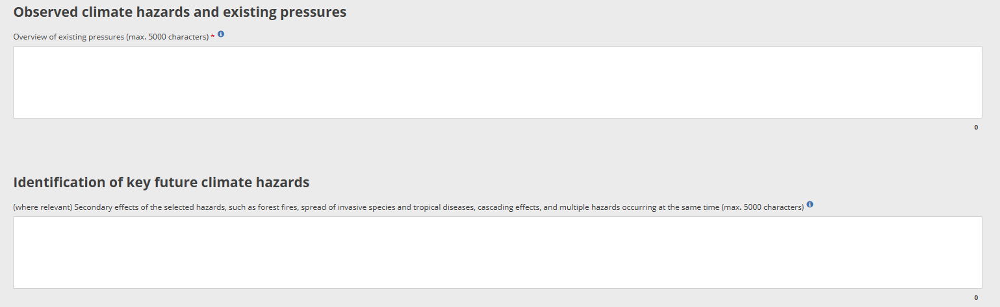 Observed climate hazards and existing pressures
Overview of existing pressures (max. 5000 characters) * i
0
Identification of key future climate hazards
(where relevant) Secondary effects of the selected hazards, such as forest fires, spread of invasive species and tropical diseases, cascading effects, and multiple hazards occurring at the same time (max. 5000 characters) i
0